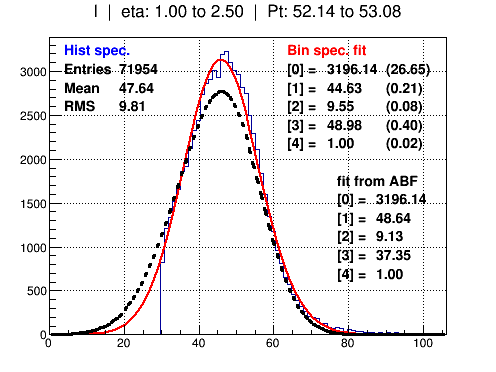 I | eta: 1.00 to 2.50 | Pt: 52.14 to 53.08
Hist spec.
Entries 71954
Mean 47.64
RMS 9.81
Bin spec. fit
[0] = 3196.14 (26.65)
[1] = 44.63 (0.21)
[2] = 9.55 (0.08)
[3] = 48.98 (0.40)
[4] = 1.00 (0.02)
fit from ABF
[0] = 3196.14
[1] = 48.64
[2] = 9.13
[3] = 37.35
[4] = 1.00
3000
2500
2000
1500
1000
500
0
0 20 40 60 80 100